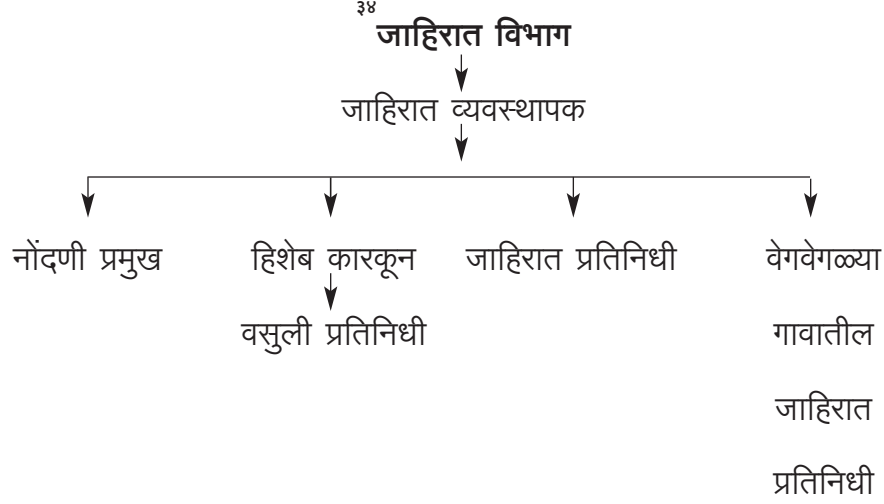 ३४
जाहिरात विभाग
जाहिरात व्यवस्थापक
नोंदणी प्रमुख हिशेब कारकून जाहिरात प्रतिनिधी वेगवेगळ्या
वसुली प्रतिनिधी गावातील
जाहिरात
प्रतिनिधी